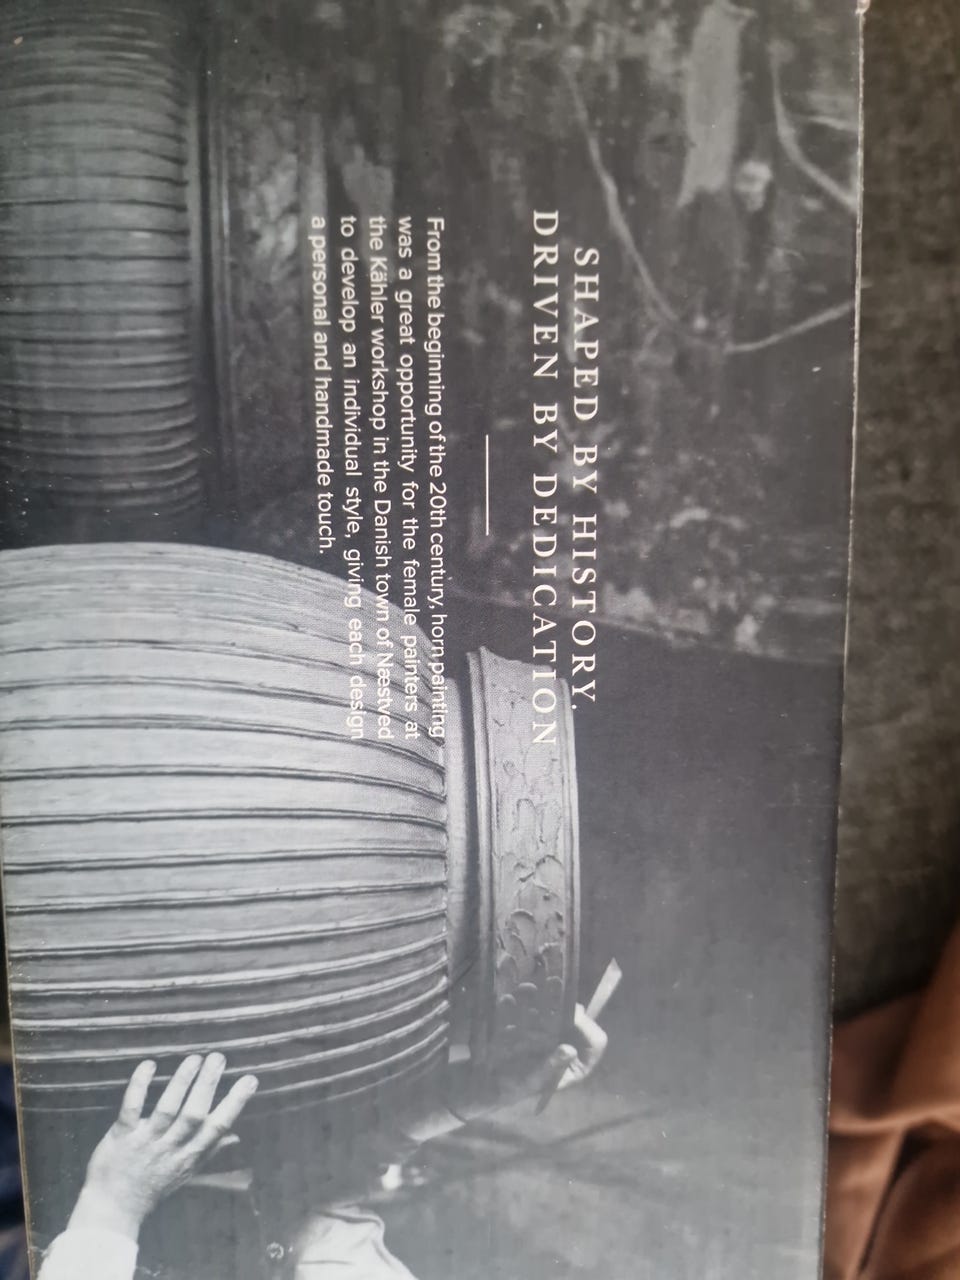 SHAPED BY HISTORY.
DRIVEN BY DEDICATION
From the beginning of the 20th century, horn painting
was a great opportunity for the female painters at
the Kähler workshop in the Danish town of Næstved
to develop an individual style, giving each design
a personal and handmade touch.